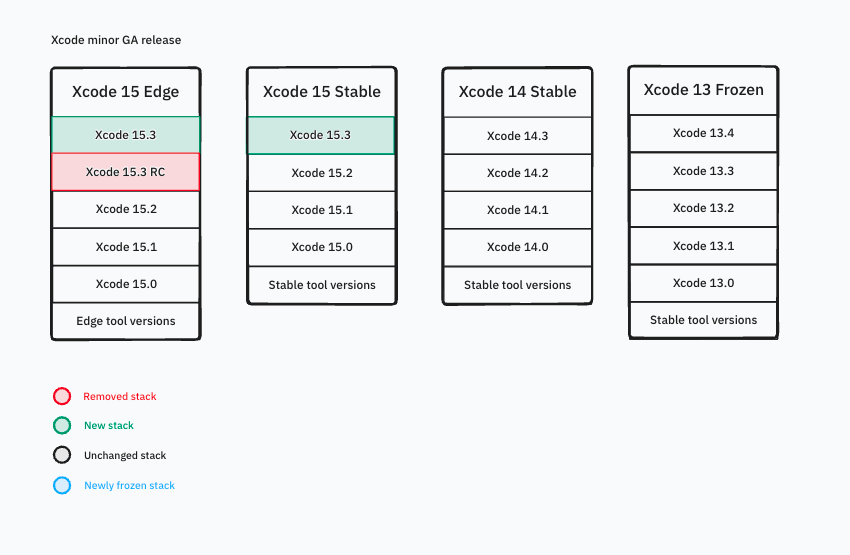 Xcode minor GA release
Xcode 15 Edge
Xcode 15.3
Xcode 15.3 RC
Xcode 15.2
Xcode 15.1
Xcode 15.0
Edge tool versions
Xcode 15 Stable
Xcode 15.3
Xcode 15.2
Xcode 15.1
Xcode 15.0
Stable tool versions
Xcode 14 Stable
Xcode 14.3
Xcode 14.2
Xcode 14.1
Xcode 14.0
Stable tool versions
Xcode 13 Frozen
Xcode 13.4
Xcode 13.3
Xcode 13.2
Xcode 13.1
Xcode 13.0
Stable tool versions
Removed stack
New stack
Unchanged stack
Newly frozen stack